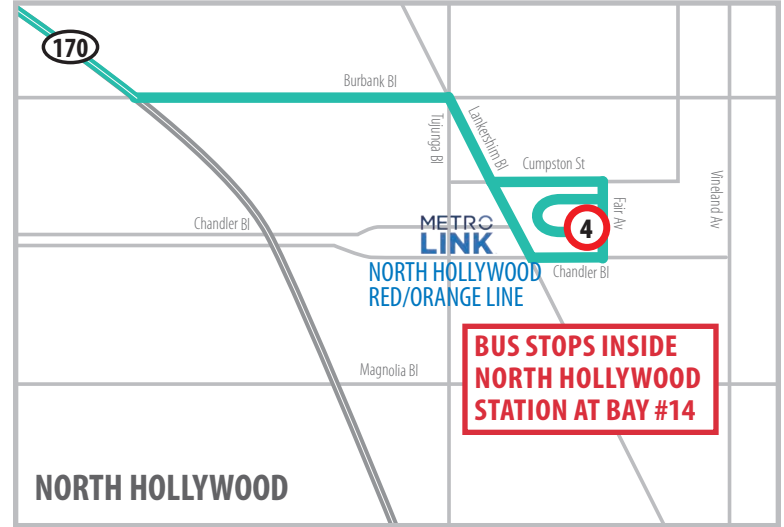 170
Burbank Bl
Tujunga Bl
Lankershim Bl
Cumpston St
Fair Av
Vineland Av
Chandler Bl
METRO
LINK
4
NORTH HOLLYWOOD
RED/ORANGE LINE
Chandler Bl
BUS STOPS INSIDE
NORTH HOLLYWOOD
STATION AT BAY #14
Magnolia Bl
NORTH HOLLYWOOD